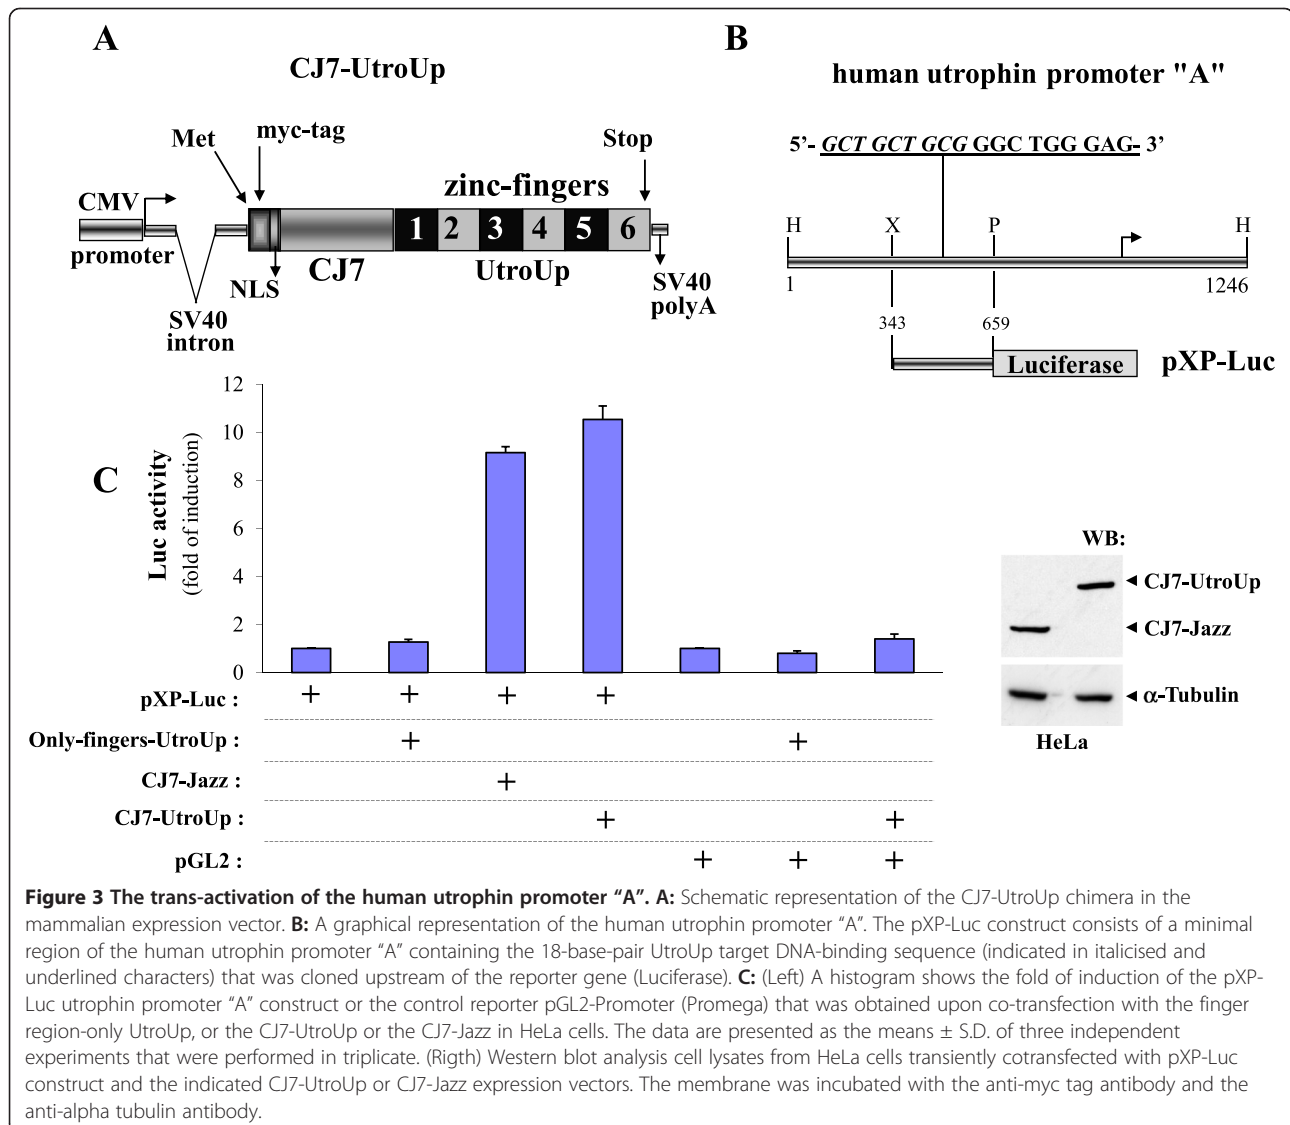 A
CJ7-UtroUp
Met
myc-tag
Stop
CMV
zinc-fingers
1 2 3 4 5 6
promoter
NLS
CJ7
UtroUp
SV40
polyA
SV40
intron
B
human utrophin promoter "A"
5’- GCT GCT GCG GGC TGG GAG- 3’
H X P H
1 1246
343 659
Luciferase
pXP-Luc
C
Luc activity
(fold of induction)
12
10
8
6
4
2
0
pXP-Luc : + + + +
Only-fingers-UtroUp : + +
CJ7-Jazz : +
CJ7-UtroUp : + +
pGL2 : + + +
WB:
CJ7-UtroUp
CJ7-Jazz
α-Tubulin
HeLa
Figure 3 The trans-activation of the human utrophin promoter “A”. A: Schematic representation of the CJ7-UtroUp chimera in the
mammalian expression vector. B: A graphical representation of the human utrophin promoter “A”. The pXP-Luc construct consists of a minimal
region of the human utrophin promoter “A” containing the 18-base-pair UtroUp target DNA-binding sequence (indicated in italicised and
underlined characters) that was cloned upstream of the reporter gene (Luciferase). C: (Left) A histogram shows the fold of induction of the pXP-
Luc utrophin promoter “A” construct or the control reporter pGL2-Promoter (Promega) that was obtained upon co-transfection with the finger
region-only UtroUp, or the CJ7-UtroUp or the CJ7-Jazz in HeLa cells. The data are presented as the means ± S.D. of three independent
experiments that were performed in triplicate. (Rigth) Western blot analysis cell lysates from HeLa cells transiently cotransfected with pXP-Luc
construct and the indicated CJ7-UtroUp or CJ7-Jazz expression vectors. The membrane was incubated with the anti-myc tag antibody and the
anti-alpha tubulin antibody.